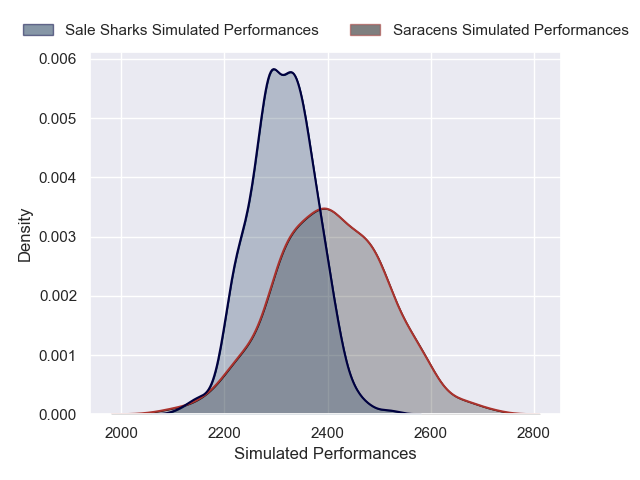 Sale Sharks Simulated Performances Saracens Simulated Performances
0.006
0.005
0.004
0.003
0.002
0.001
0.000
Density
2000 2200 2400 2600 2800
Simulated Performances